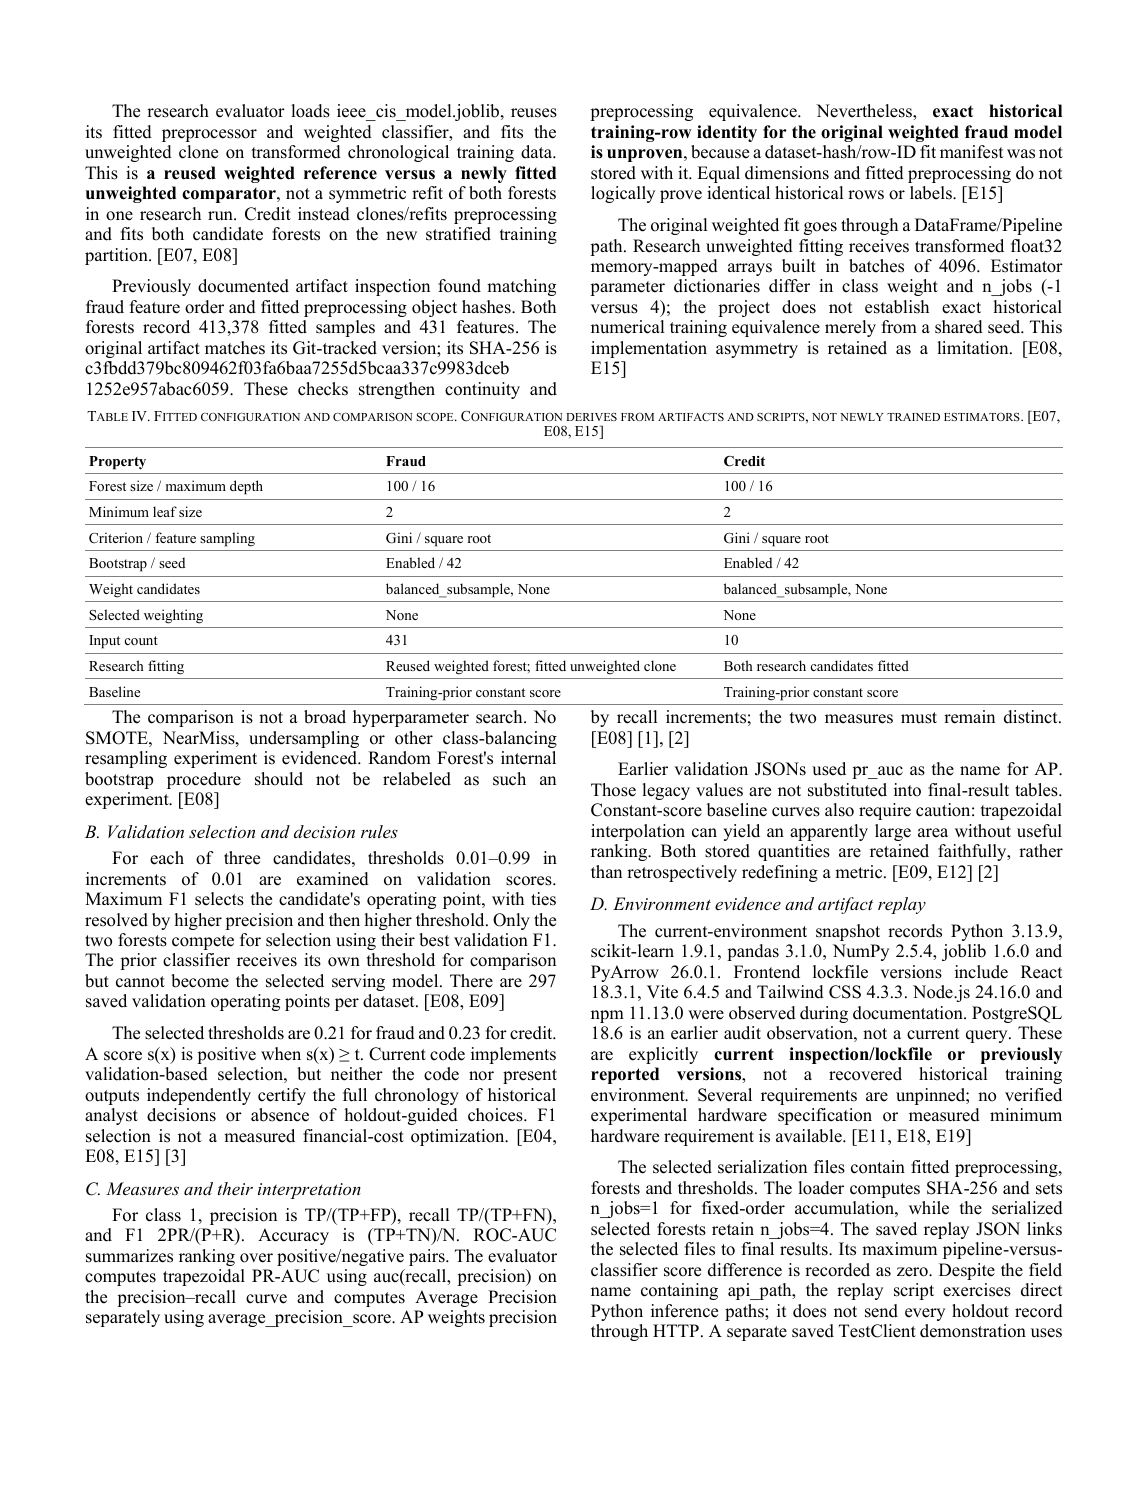 The research evaluator loads ieee_cis_model.joblib, reuses
its fitted preprocessor and weighted classifier, and fits the
unweighted clone on transformed chronological training data.
This is a reused weighted reference versus a newly fitted
unweighted comparator, not a symmetric refit of both forests
in one research run. Credit instead clones/refits preprocessing
and fits both candidate forests on the new stratified training
partition. [E07, E08]
Previously documented artifact inspection found matching
fraud feature order and fitted preprocessing object hashes. Both
forests record 413,378 fitted samples and 431 features. The
original artifact matches its Git-tracked version; its SHA-256 is
c3fbdd379bc809462f03fa6baa7255d5bcaa337c9983dceb
1252e957abac6059. These checks strengthen continuity and
preprocessing equivalence. Nevertheless, exact historical
training-row identity for the original weighted fraud model
is unproven, because a dataset-hash/row-ID fit manifest was not
stored with it. Equal dimensions and fitted preprocessing do not
logically prove identical historical rows or labels. [E15]
The original weighted fit goes through a DataFrame/Pipeline
path. Research unweighted fitting receives transformed float32
memory-mapped arrays built in batches of 4096. Estimator
parameter dictionaries differ in class weight and n_jobs (-1
versus 4); the project does not establish exact historical
numerical training equivalence merely from a shared seed. This
implementation asymmetry is retained as a limitation. [E08,
E15]
TABLE IV. FITTED CONFIGURATION AND COMPARISON SCOPE. CONFIGURATION DERIVES FROM ARTIFACTS AND SCRIPTS, NOT NEWLY TRAINED ESTIMATORS. [E07,
E08, E15]
Property Fraud Credit
Forest size / maximum depth 100 / 16 100 / 16
Minimum leaf size 2 2
Criterion / feature sampling Gini / square root Gini / square root
Bootstrap / seed Enabled / 42 Enabled / 42
Weight candidates balanced_subsample, None balanced_subsample, None
Selected weighting None None
Input count 431 10
Research fitting Reused weighted forest; fitted unweighted clone Both research candidates fitted
Baseline Training-prior constant score Training-prior constant score
The comparison is not a broad hyperparameter search. No
SMOTE, NearMiss, undersampling or other class-balancing
resampling experiment is evidenced. Random Forest's internal
bootstrap procedure should not be relabeled as such an
experiment. [E08]
B. Validation selection and decision rules
For each of three candidates, thresholds 0.01–0.99 in
increments of 0.01 are examined on validation scores.
Maximum F1 selects the candidate's operating point, with ties
resolved by higher precision and then higher threshold. Only the
two forests compete for selection using their best validation F1.
The prior classifier receives its own threshold for comparison
but cannot become the selected serving model. There are 297
saved validation operating points per dataset. [E08, E09]
The selected thresholds are 0.21 for fraud and 0.23 for credit.
A score s(x) is positive when s(x) ≥ t. Current code implements
validation-based selection, but neither the code nor present
outputs independently certify the full chronology of historical
analyst decisions or absence of holdout-guided choices. F1
selection is not a measured financial-cost optimization. [E04,
E08, E15] [3]
C. Measures and their interpretation
For class 1, precision is TP/(TP+FP), recall TP/(TP+FN),
and F1 2PR/(P+R). Accuracy is (TP+TN)/N. ROC-AUC
summarizes ranking over positive/negative pairs. The evaluator
computes trapezoidal PR-AUC using auc(recall, precision) on
the precision–recall curve and computes Average Precision
separately using average_precision_score. AP weights precision
by recall increments; the two measures must remain distinct.
[E08] [1], [2]
Earlier validation JSONs used pr_auc as the name for AP.
Those legacy values are not substituted into final-result tables.
Constant-score baseline curves also require caution: trapezoidal
interpolation can yield an apparently large area without useful
ranking. Both stored quantities are retained faithfully, rather
than retrospectively redefining a metric. [E09, E12] [2]
D. Environment evidence and artifact replay
The current-environment snapshot records Python 3.13.9,
scikit-learn 1.9.1, pandas 3.1.0, NumPy 2.5.4, joblib 1.6.0 and
PyArrow 26.0.1. Frontend lockfile versions include React
18.3.1, Vite 6.4.5 and Tailwind CSS 4.3.3. Node.js 24.16.0 and
npm 11.13.0 were observed during documentation. PostgreSQL
18.6 is an earlier audit observation, not a current query. These
are explicitly current inspection/lockfile or previously
reported versions, not a recovered historical training
environment. Several requirements are unpinned; no verified
experimental hardware specification or measured minimum
hardware requirement is available. [E11, E18, E19]
The selected serialization files contain fitted preprocessing,
forests and thresholds. The loader computes SHA-256 and sets
n_jobs=1 for fixed-order accumulation, while the serialized
selected forests retain n_jobs=4. The saved replay JSON links
the selected files to final results. Its maximum pipeline-versus-
classifier score difference is recorded as zero. Despite the field
name containing api_path, the replay script exercises direct
Python inference paths; it does not send every holdout record
through HTTP. A separate saved TestClient demonstration uses